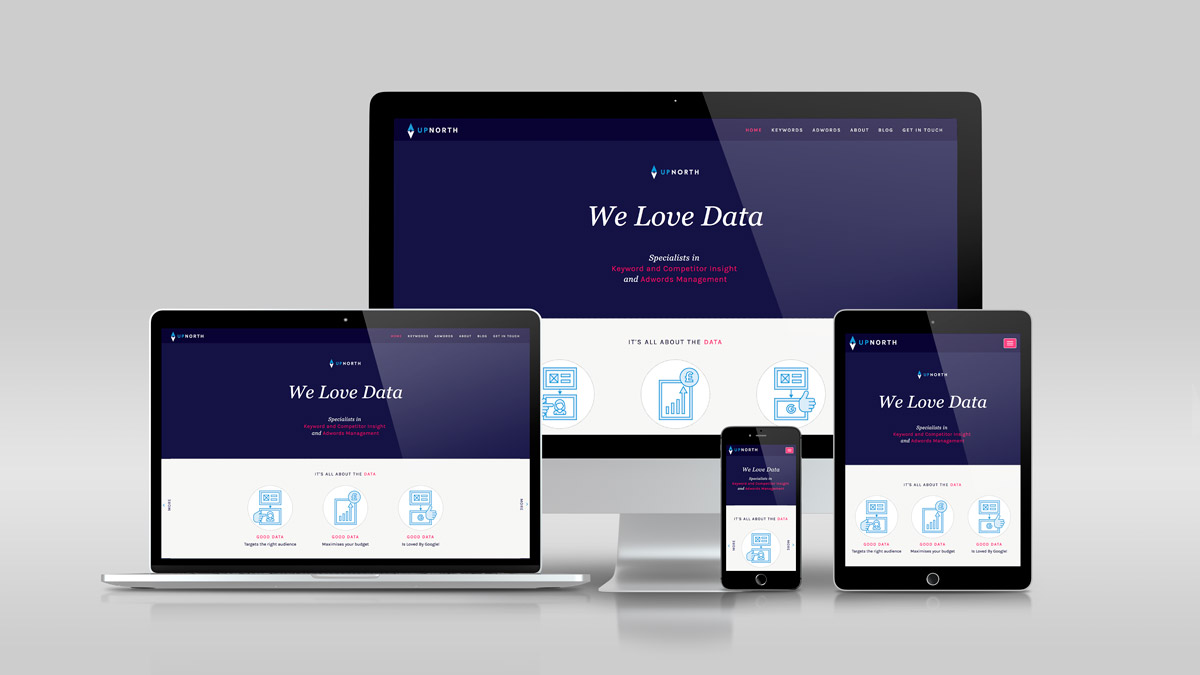 UPNORTH
HOME KEYWORDS ADWORDS ABOUT BLOG GET IN TOUCH
UPNORTH
We Love Data
Specialists in
Keyword and Competitor Insight
and Adwords Management
IT'S ALL ABOUT THE DATA
£
G
UPNORTH
HOME KEYWORDS ADWORDS ABOUT BLOG GET IN TOUCH
UPNORTH
We Love Data
Specialists in
Keyword and Competitor Insight
and Adwords Management
IT'S ALL ABOUT THE DATA
MORE
£
G
MORE
GOOD DATA GOOD DATA GOOD DATA
Targets the right audience Maximises your budget Is Loved By Google!
UPNORTH
We Love Data
Specialists in
Keyword and Competitor Insight
and Adwords Management
IT'S ALL ABOUT THE DATA
MORE
MORE
UPNORTH
UPNORTH
We Love Data
Specialists in
Keyword and Competitor Insight
and Adwords Management
IT'S ALL ABOUT THE DATA
£
G
GOOD DATA GOOD DATA GOOD DATA
Targets the right audience Maximises your budget Is Loved By Google!